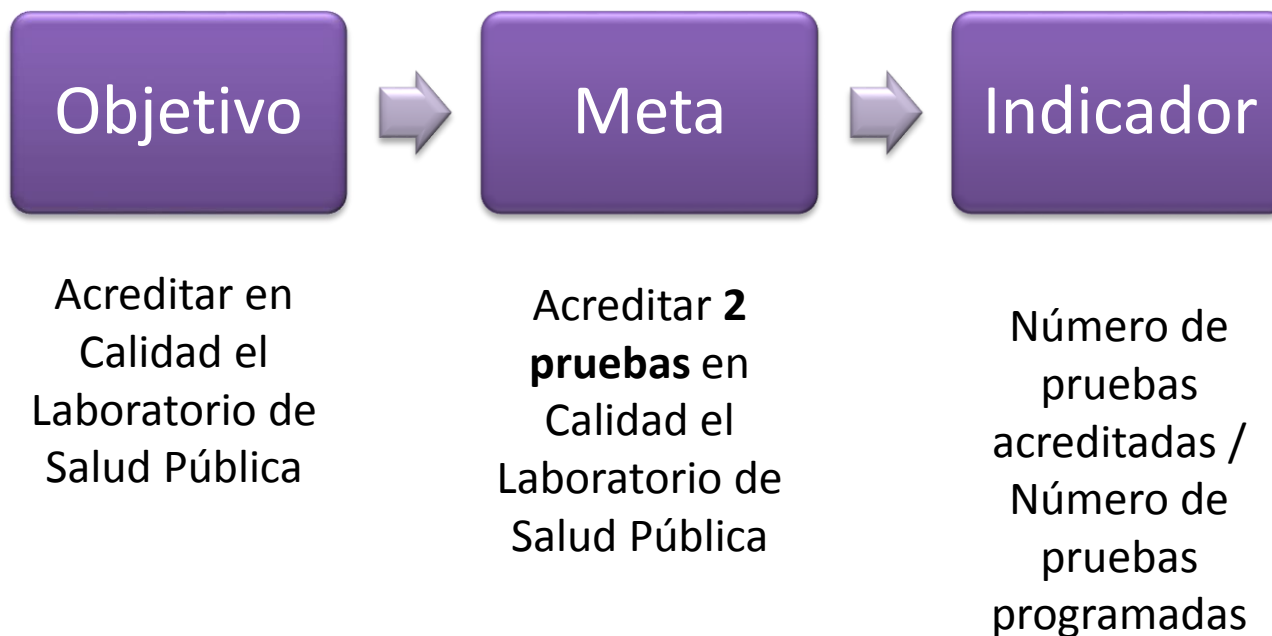 Objetivo
Acreditar en
Calidad el
Laboratorio de
Salud Pública
Meta
Acreditar 2
pruebas en
Calidad el
Laboratorio de
Salud Pública
Indicador
Número de
pruebas
acreditadas /
Número de
pruebas
programadas